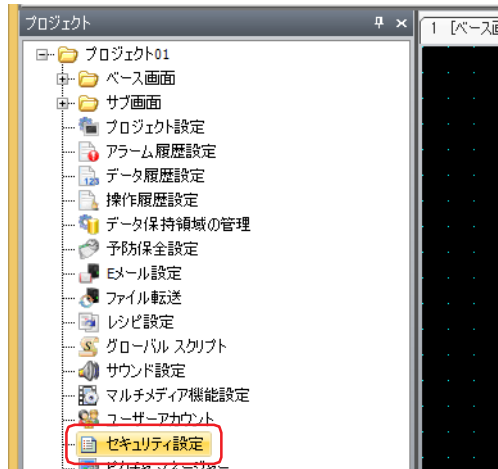 プロジェクト
1 [ベース画
プロジェクト01
ベース画面
サブ画面
プロジェクト設定
アラーム履歴設定
データ履歴設定
操作履歴設定
データ保持領域の管理
予防保全設定
Eメール設定
ファイル転送
レシピ設定
グローバル スクリプト
サウンド設定
マルチメディア機能設定
ユーザーアカウント
セキュリティ設定